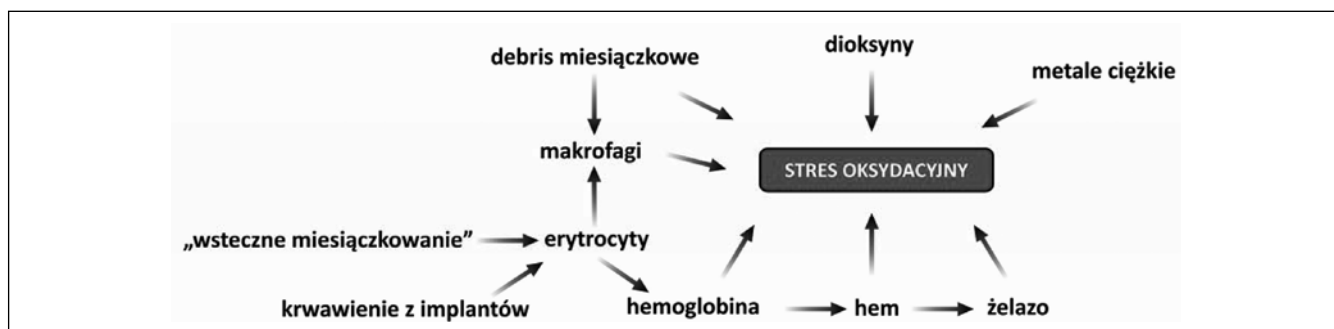 dioksyny
debris miesiączkowe
metale ciężkie
makrofagi
STRES OKSYDACYJNY
„wsteczne miesiączkowanie”
erytrocyty
krwawienie z implantów
hemoglobina
hem
żelazo